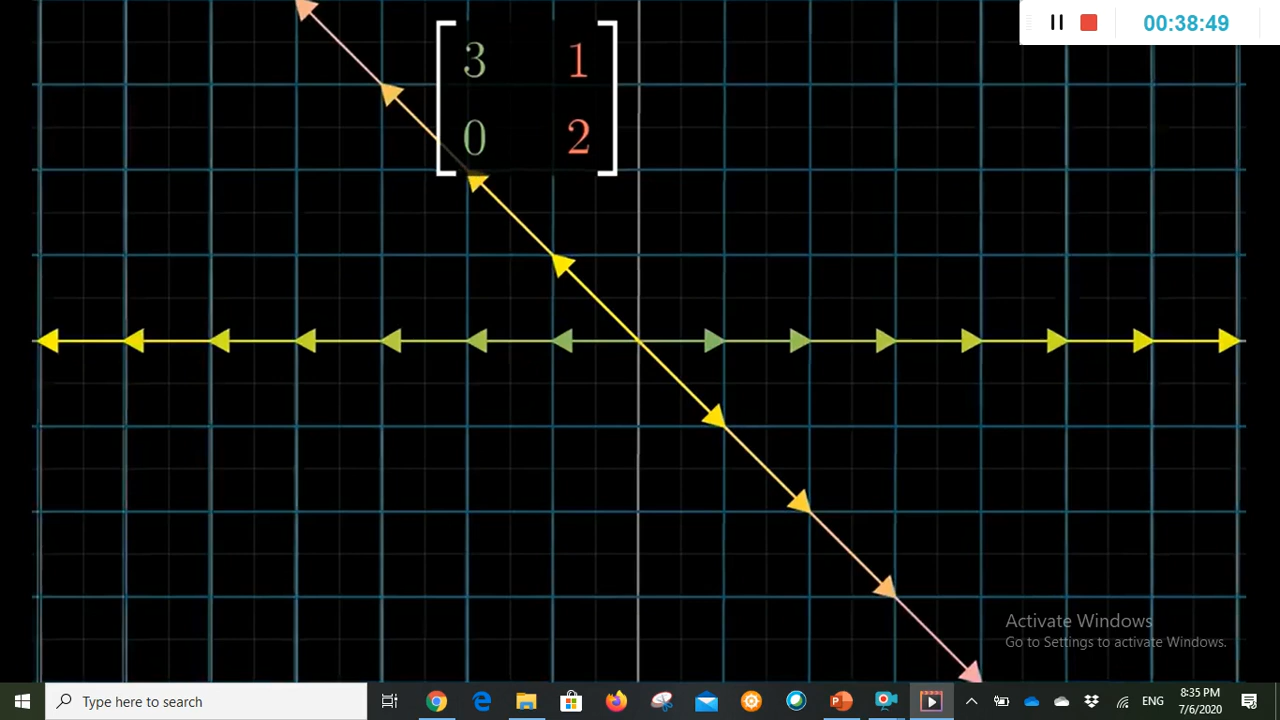 00:38:49
3 1
0 2
Activate Windows
Go to Settings to activate Windows.
Type here to search
ENG
8:35 PM
7/6/2020